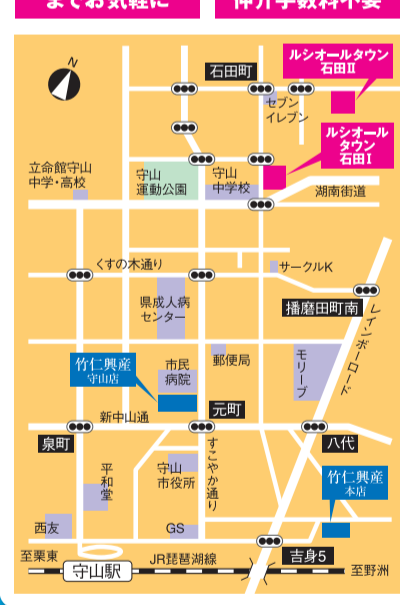 までお気軽に
仲介手数料不要
N
石田町
ルシオールタウン
石田Ⅱ
セブン
イレブン
ルシオール
タウン
石田Ⅰ
立命館守山
中学・高校
守山
運動公園
守山
中学校
湖南街道
くすの木通り
サークルK
県成人病
センター
播磨田町南
レインボーロード
竹仁興産
守山店
市民
病院
郵便局
モリーブ
新中山通
元町
泉町
八代
すこやか通り
平和堂
守山
市役所
竹仁興産
本店
西友
GS
至栗東
守山駅
JR琵琶湖線
吉身5
至野洲